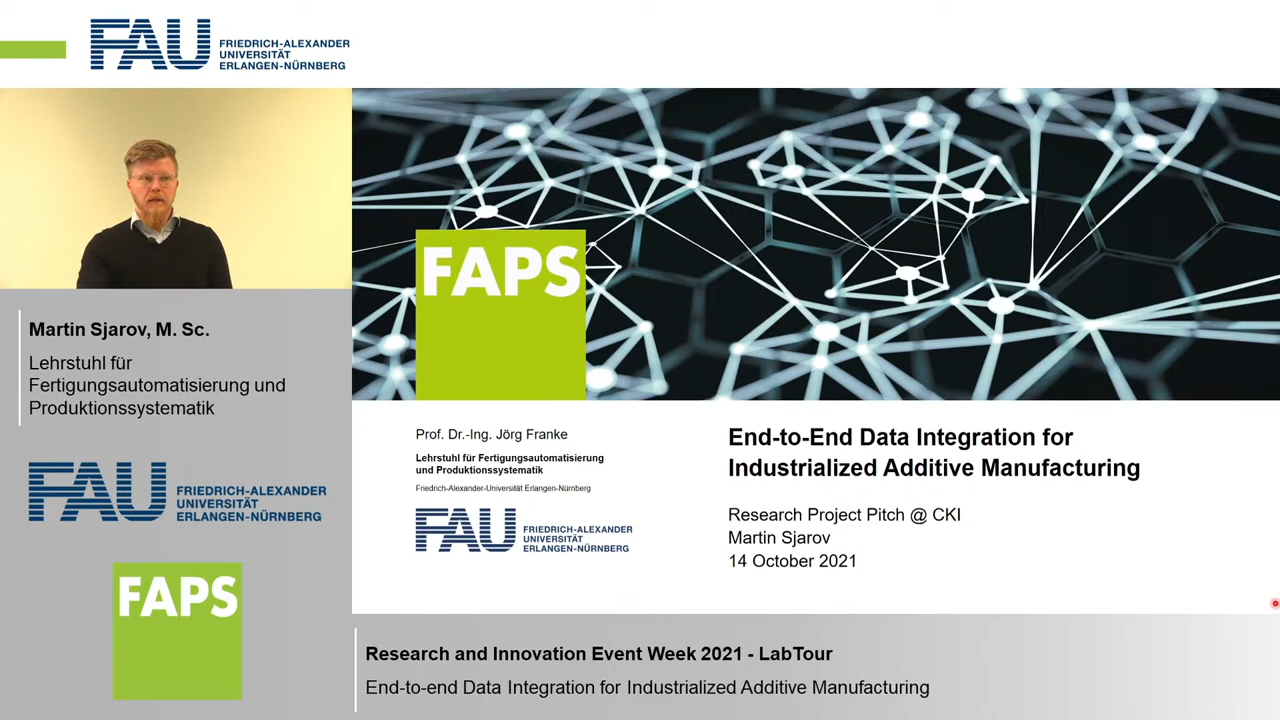 FAU
FRIEDRICH-ALEXANDER
UNIVERSITÄT
ERLANGEN-NÜRNBERG
Martin Sjarov, M. Sc.
Lehrstuhl für
Fertigungsautomatisierung und
Produktionssystematik
FAU
FRIEDRICH-ALEXANDER
UNIVERSITÄT
ERLANGEN-NÜRNBERG
FAPS
FAPS
Prof. Dr.-Ing. Jörg Franke
Lehrstuhl für Fertigungsautomatisierung
und Produktionssystematik
Friedrich-Alexander-Universität Erlangen-Nürnberg
FAU
FRIEDRICH-ALEXANDER
UNIVERSITÄT
ERLANGEN-NÜRNBERG
End-to-End Data Integration for
Industrialized Additive Manufacturing
Research Project Pitch @ CKI
Martin Sjarov
14 October 2021
Research and Innovation Event Week 2021 - LabTour
End-to-end Data Integration for Industrialized Additive Manufacturing